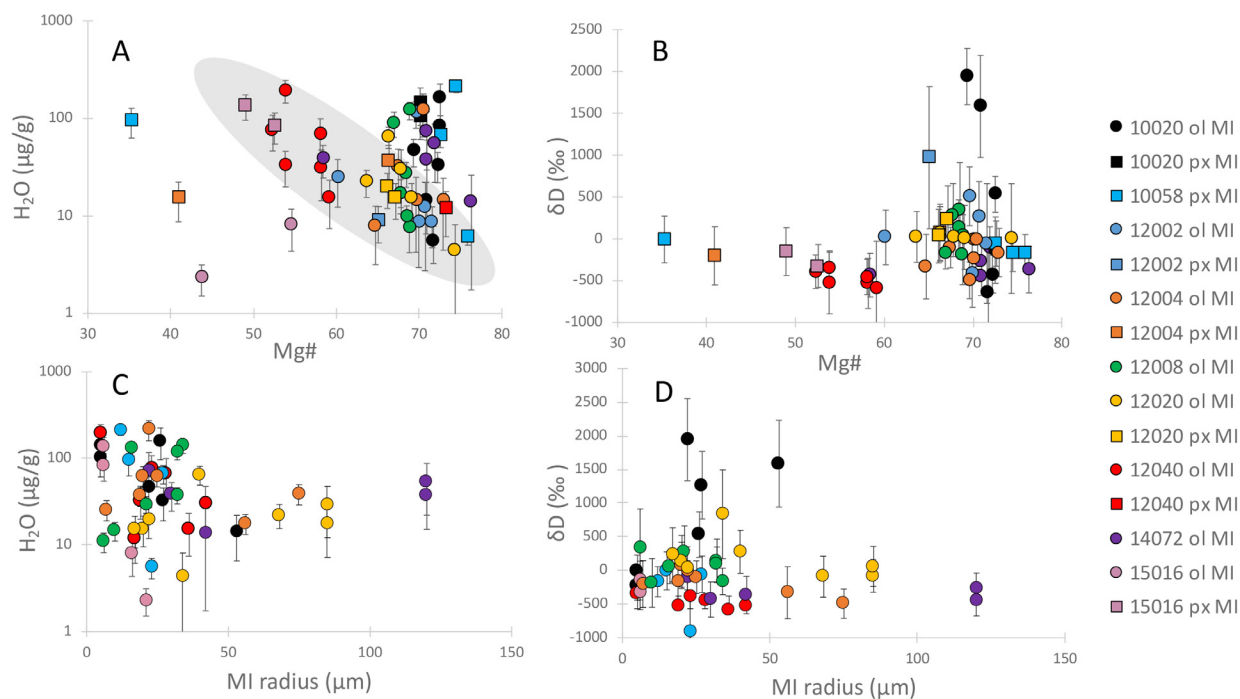 A
H₂O (µg/g)
1000
100
10
1
30
40
50
60
70
80
Mg#
B
δD (‰)
2500
2000
1500
1000
500
0
-500
-1000
30
40
50
60
70
80
Mg#
C
H₂O (µg/g)
1000
100
10
1
0
50
100
150
MI radius (µm)
D
δD (‰)
3000
2500
2000
1500
1000
500
0
-500
-1000
0
50
100
150
MI radius (µm)
10020 ol MI
10020 px MI
10058 px MI
12002 ol MI
12002 px MI
12004 ol MI
12004 px MI
12008 ol MI
12020 ol MI
12020 px MI
12040 ol MI
12040 px MI
14072 ol MI
15016 ol MI
15016 px MI